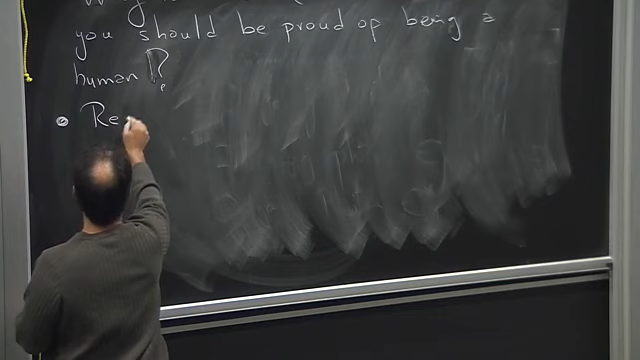 you should be proud of being a
human ?
• Re